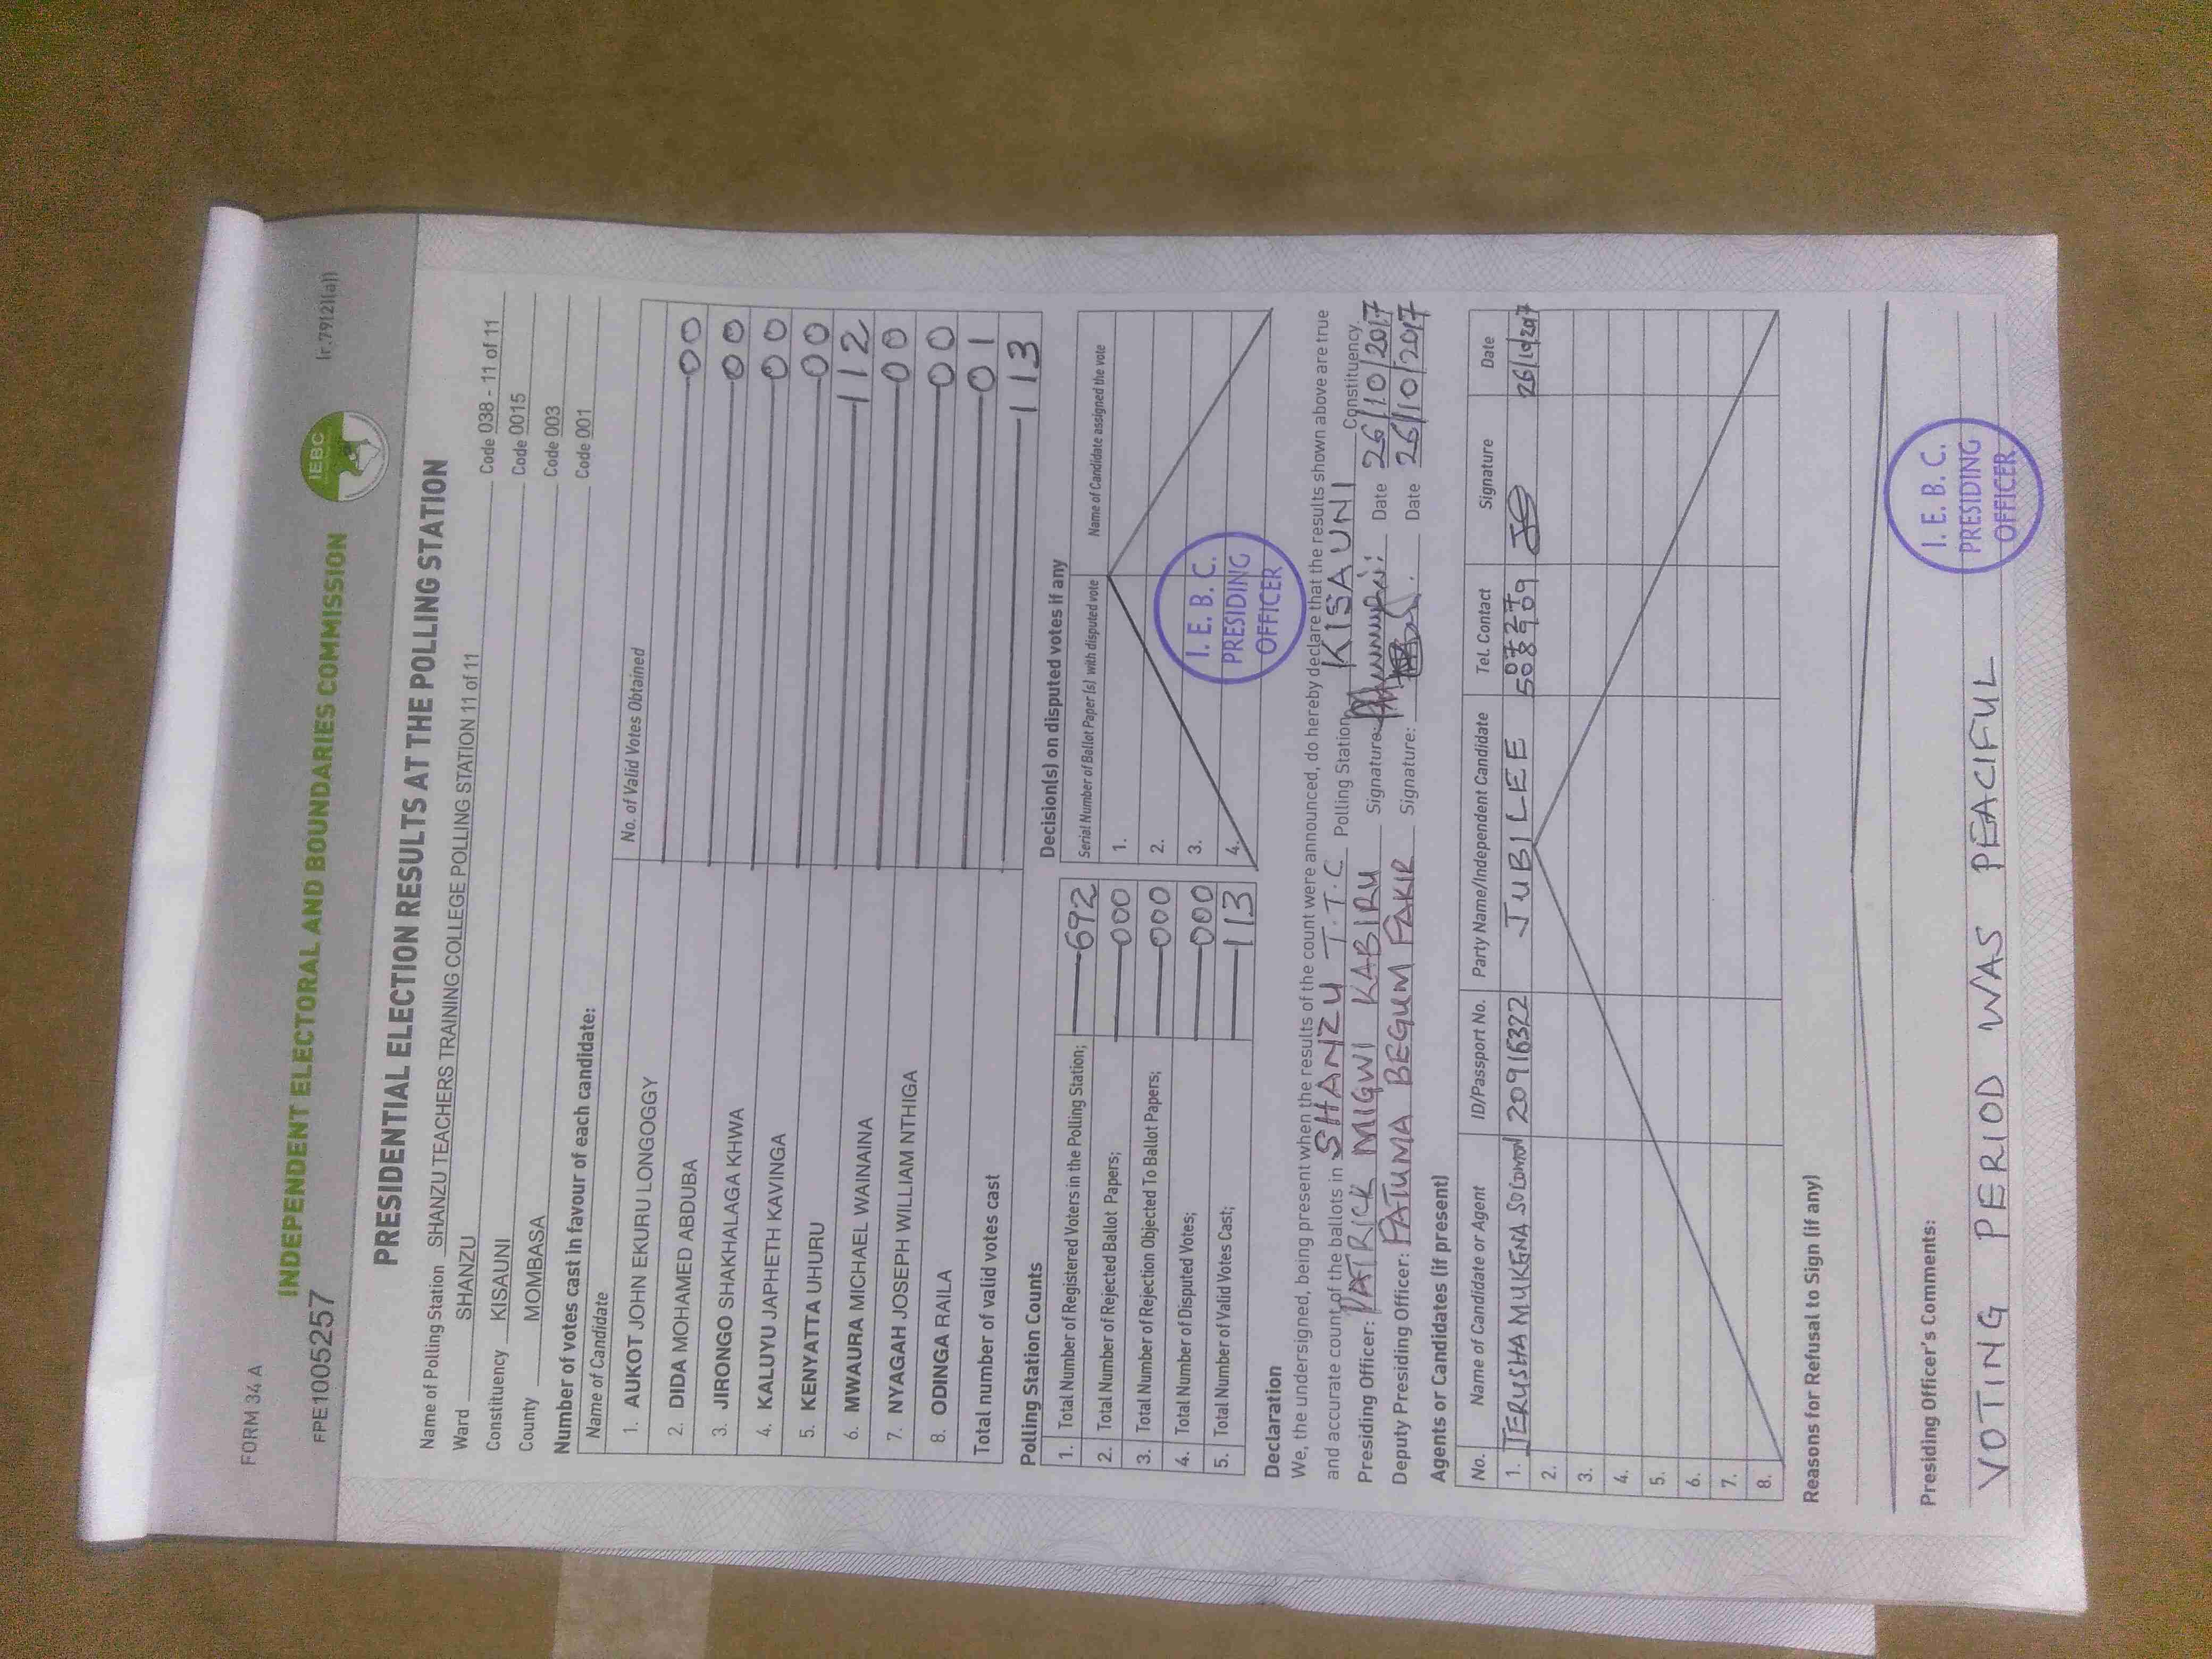 FORM 34 A
(r.79(2)(a))
INDEPENDENT ELECTORAL AND BOUNDARIES COMMISSION
IEBC
FPE1005257
PRESIDENTIAL ELECTION RESULTS AT THE POLLING STATION
Name of Polling Station SHANZU TEACHERS TRAINING COLLEGE POLLING STATION 11 of 11 Code 038 - 11 of 11
Ward SHANZU Code 0015
Constituency KISAUNI Code 003
County MOMBASA Code 001
Number of votes cast in favour of each candidate:
Name of Candidate No. of Valid Votes Obtained
1. AUKOT JOHN EKURU LONGOGGY 00
2. DIDA MOHAMED ABDUBA 00
3. JIRONGO SHAKHALAGA KHWA 00
4. KALUYU JAPHETH KAVINGA 00
5. KENYATTA UHURU 112
6. MWAURA MICHAEL WAINAINA 00
7. NYAGAH JOSEPH WILLIAM NTHIGA 00
8. ODINGA RAILA 01
Total number of valid votes cast 113
Polling Station Counts
1. Total Number of Registered Voters in the Polling Station; 692
2. Total Number of Rejected Ballot Papers; 000
3. Total Number of Rejection Objected To Ballot Papers; 000
4. Total Number of Disputed Votes; 000
5. Total Number of Valid Votes Cast; 113
Decision(s) on disputed votes if any
Serial Number of Ballot Paper(s) with disputed vote Name of Candidate assigned the vote
1.
2.
3.
4.
I. E. B. C.
PRESIDING
OFFICER
Declaration
We, the undersigned, being present when the results of the count were announced, do hereby declare that the results shown above are true
and accurate count of the ballots in SHANZU T.T.C Polling Station, KISAUNI Constituency.
Presiding Officer: PATRICK MIGWI KABIRU Signature: Date 26/10/2017
Deputy Presiding Officer: FATUMA BEGUM FAKIR Signature: Date 26/10/2017
Agents or Candidates (if present)
No. Name of Candidate or Agent ID/Passport No. Party Name/Independent Candidate Tel. Contact Signature Date
1. JERUSHA MUKENA SOLOMON 20916322 JUBILEE 0727 508909 26/10/2017
2.
3.
4.
5.
6.
7.
8.
Reasons for Refusal to Sign (if any)
Presiding Officer's Comments:
VOTING PERIOD WAS PEACIFUL
I. E. B. C.
PRESIDING
OFFICER